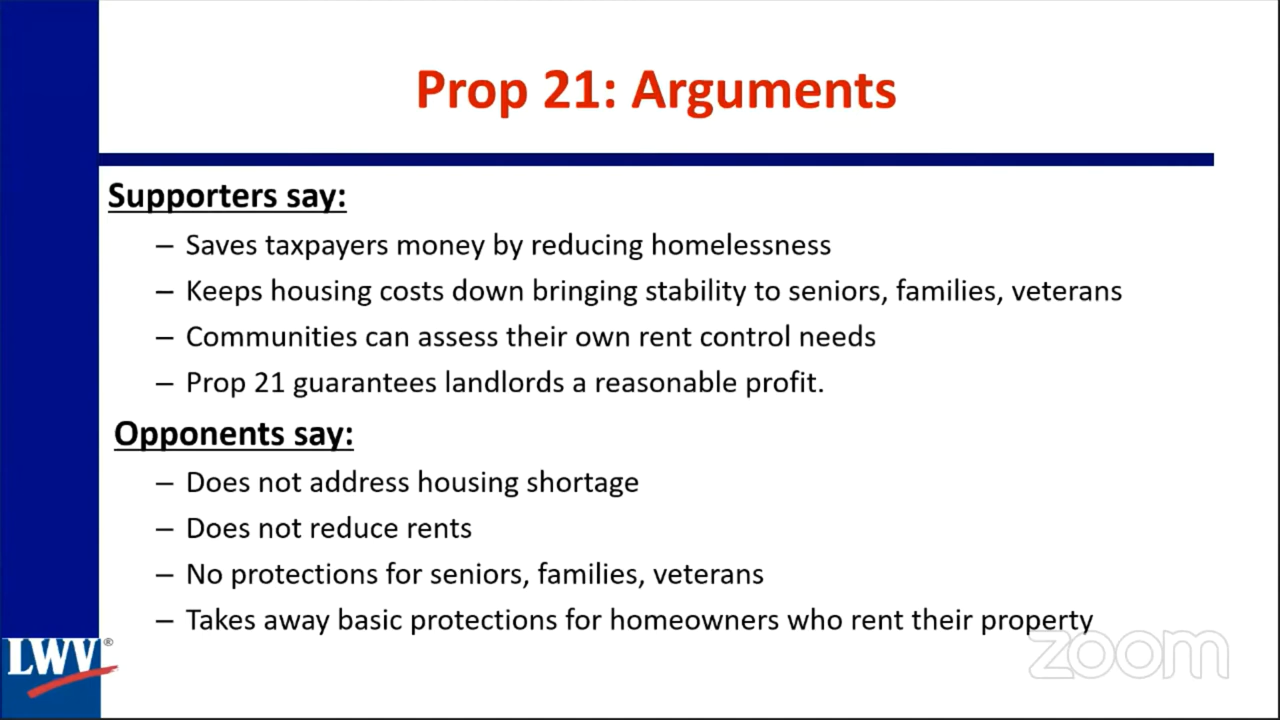 Prop 21: Arguments
Supporters say:
– Saves taxpayers money by reducing homelessness
– Keeps housing costs down bringing stability to seniors, families, veterans
– Communities can assess their own rent control needs
– Prop 21 guarantees landlords a reasonable profit.
Opponents say:
– Does not address housing shortage
– Does not reduce rents
– No protections for seniors, families, veterans
– Takes away basic protections for homeowners who rent their property
LWV®
zoom